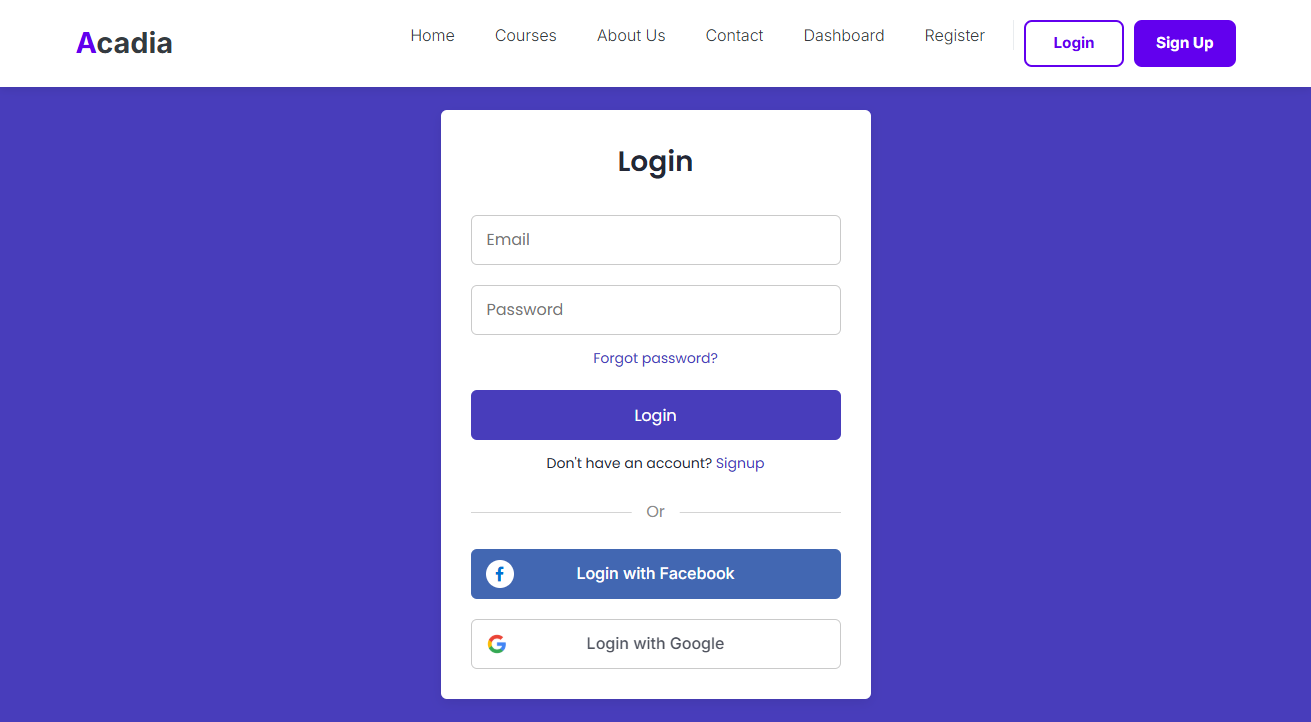 Acadia
Home Courses About Us Contact Dashboard Register Login Sign Up
Login
Email
Password
Forgot password?
Login
Don't have an account? Signup
Or
Login with Facebook
Login with Google